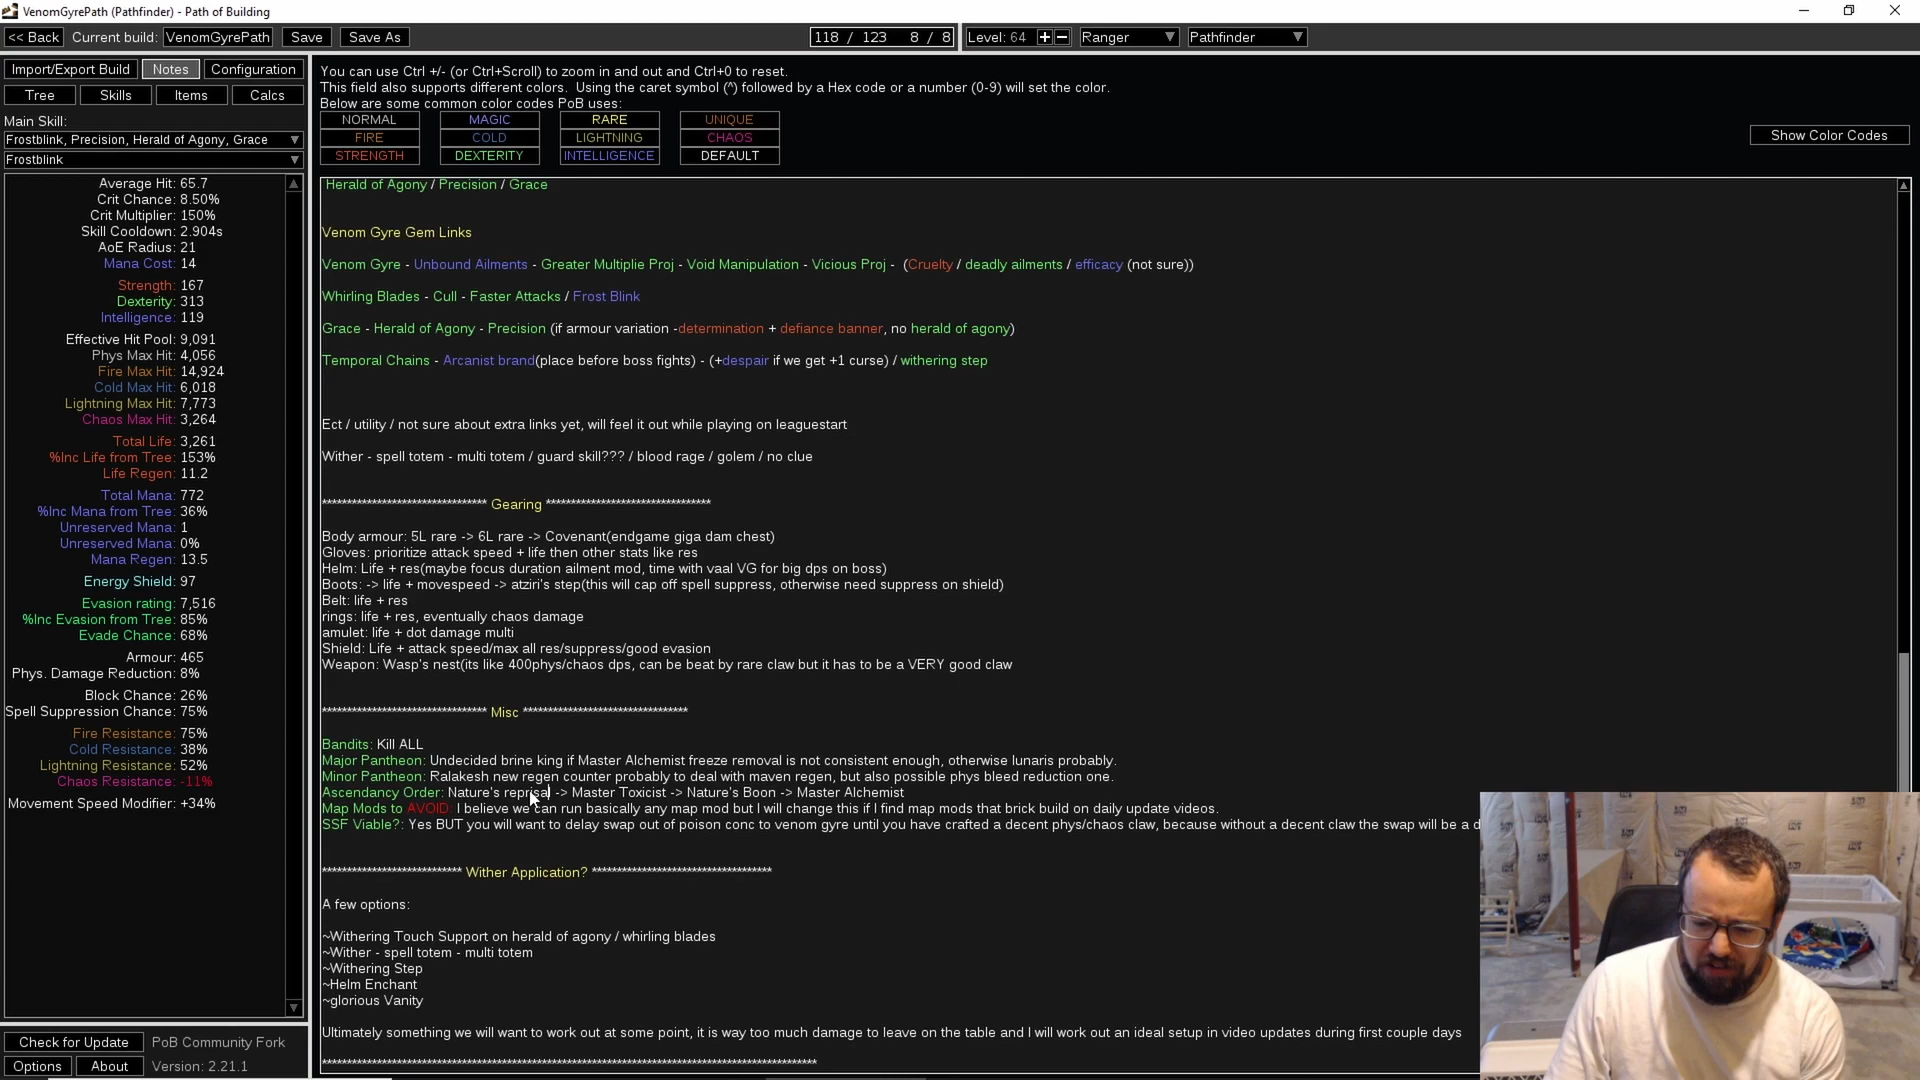 VenomGyrePath (Pathfinder) - Path of Building
<< Back
Current build:
VenomGyrePath
Save
Save As
118 / 123 8 / 8
Level: 64
+
Ranger
Pathfinder
Import/Export Build
Notes
Configuration
Tree
Skills
Items
Calcs
Main Skill:
Frostblink, Precision, Herald of Agony, Grace
Frostblink
Average Hit: 65.7
Crit Chance: 8.50%
Crit Multiplier: 150%
Skill Cooldown: 2.904s
AoE Radius: 21
Mana Cost: 14
Strength: 167
Dexterity: 313
Intelligence: 119
Effective Hit Pool: 9,091
Phys Max Hit: 4,056
Fire Max Hit: 14,924
Cold Max Hit: 6,018
Lightning Max Hit: 7,773
Chaos Max Hit: 3,264
Total Life: 3,261
%Inc Life from Tree: 153%
Life Regen: 11.2
Total Mana: 772
%Inc Mana from Tree: 36%
Unreserved Mana: 1
Unreserved Mana: 0%
Mana Regen: 13.5
Energy Shield: 97
Evasion rating: 7,516
%Inc Evasion from Tree: 85%
Evade Chance: 68%
Armour: 465
Phys. Damage Reduction: 8%
Block Chance: 26%
Spell Suppression Chance: 75%
Fire Resistance: 75%
Cold Resistance: 38%
Lightning Resistance: 52%
Chaos Resistance: -11%
Movement Speed Modifier: +34%
Check for Update
PoB Community Fork
Options
About
Version: 2.21.1
You can use Ctrl +/- (or Ctrl+Scroll) to zoom in and out and Ctrl+0 to reset.
This field also supports different colors. Using the caret symbol (^) followed by a Hex code or a number (0-9) will set the color.
Below are some common color codes PoB uses:
NORMAL MAGIC RARE UNIQUE
FIRE COLD LIGHTNING CHAOS
STRENGTH DEXTERITY INTELLIGENCE DEFAULT
Show Color Codes
Herald of Agony / Precision / Grace
Venom Gyre Gem Links
Venom Gyre - Unbound Ailments - Greater Multiplie Proj - Void Manipulation - Vicious Proj - (Cruelty / deadly ailments / efficacy (not sure))
Whirling Blades - Cull - Faster Attacks / Frost Blink
Grace - Herald of Agony - Precision (if armour variation -determination + defiance banner, no herald of agony)
Temporal Chains - Arcanist brand(place before boss fights) - (+despair if we get +1 curse) / withering step
Ect / utility / not sure about extra links yet, will feel it out while playing on leaguestart
Wither - spell totem - multi totem / guard skill??? / blood rage / golem / no clue
********************************* Gearing *********************************
Body armour: 5L rare -> 6L rare -> Covenant(endgame giga dam chest)
Gloves: prioritize attack speed + life then other stats like res
Helm: Life + res(maybe focus duration ailment mod, time with vaal VG for big dps on boss)
Boots: -> life + movespeed -> atziri's step(this will cap off spell suppress, otherwise need suppress on shield)
Belt: life + res
rings: life + res, eventually chaos damage
amulet: life + dot damage multi
Shield: Life + attack speed/max all res/suppress/good evasion
Weapon: Wasp's nest(its like 400phys/chaos dps, can be beat by rare claw but it has to be a VERY good claw
********************************* Misc *********************************
Bandits: Kill ALL
Major Pantheon: Undecided brine king if Master Alchemist freeze removal is not consistent enough, otherwise lunaris probably.
Minor Pantheon: Ralakesh new regen counter probably to deal with maven regen, but also possible phys bleed reduction one.
Ascendancy Order: Nature's reprisal -> Master Toxicist -> Nature's Boon -> Master Alchemist
Map Mods to AVOID: I believe we can run basically any map mod but I will change this if I find map mods that brick build on daily update videos.
SSF Viable?: Yes BUT you will want to delay swap out of poison conc to venom gyre until you have crafted a decent phys/chaos claw, because without a decent claw the swap will be a d
**************************** Wither Application? ************************************
A few options:
~Withering Touch Support on herald of agony / whirling blades
~Wither - spell totem - multi totem
~Withering Step
~Helm Enchant
~glorious Vanity
Ultimately something we will want to work out at some point, it is way too much damage to leave on the table and I will work out an ideal setup in video updates during first couple days
***************************************************************************************************